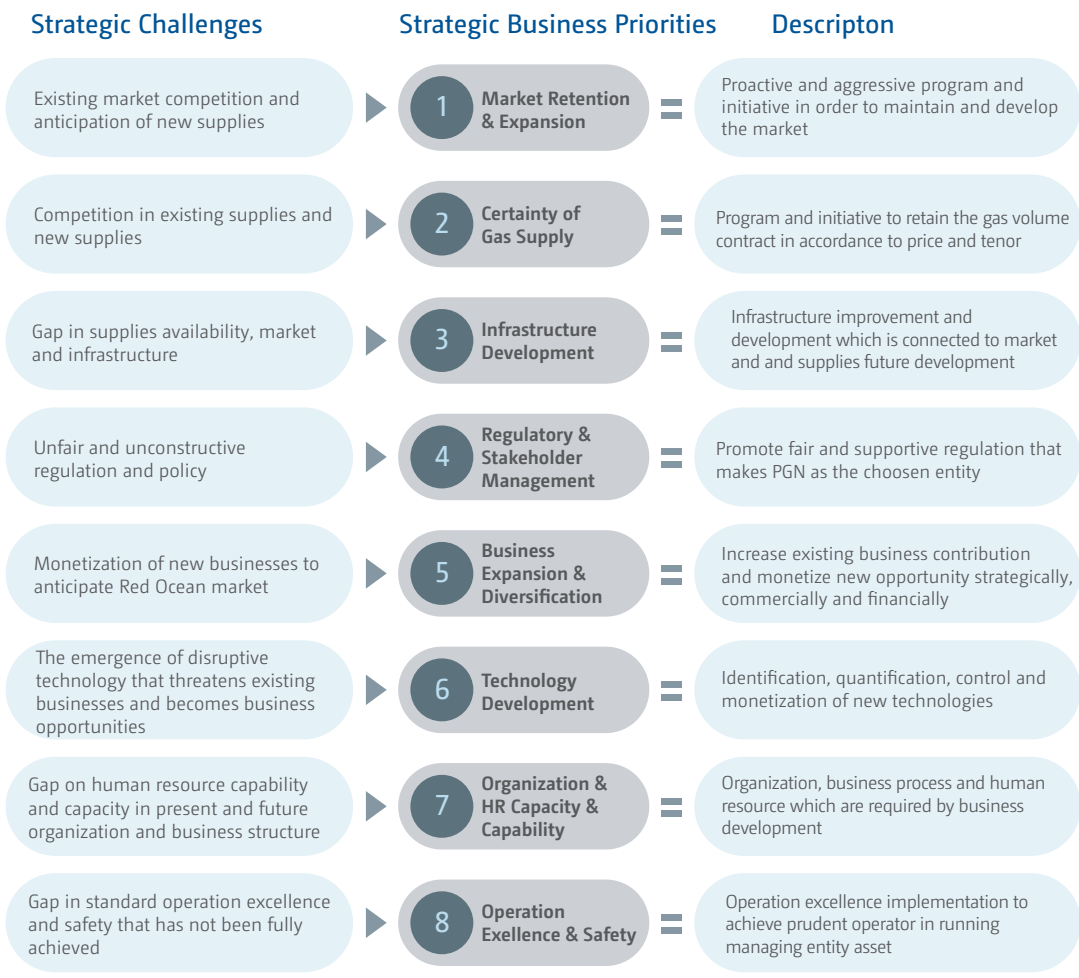 Strategic Challenges
Strategic Business Priorities
Descripton
Existing market competition and
anticipation of new supplies
1
Market Retention
& Expansion
Proactive and aggressive program and
initiative in order to maintain and develop
the market
Competition in existing supplies and
new supplies
2
Certainty of
Gas Supply
Program and initiative to retain the gas volume
contract in accordance to price and tenor
Gap in supplies availability, market
and infrastructure
3
Infrastructure
Development
Infrastructure improvement and
development which is connected to market
and and supplies future development
Unfair and unconstructive
regulation and policy
4
Regulatory &
Stakeholder
Management
Promote fair and supportive regulation that
makes PGN as the choosen entity
Monetization of new businesses to
anticipate Red Ocean market
5
Business
Expansion &
Diversification
Increase existing business contribution
and monetize new opportunity strategically,
commercially and financially
The emergence of disruptive
technology that threatens existing
businesses and becomes business
opportunities
6
Technology
Development
Identification, quantification, control and
monetization of new technologies
Gap on human resource capability
and capacity in present and future
organization and business structure
7
Organization &
HR Capacity &
Capability
Organization, business process and human
resource which are required by business
development
Gap in standard operation excellence
and safety that has not been fully
achieved
8
Operation
Exellence & Safety
Operation excellence implementation to
achieve prudent operator in running
managing entity asset